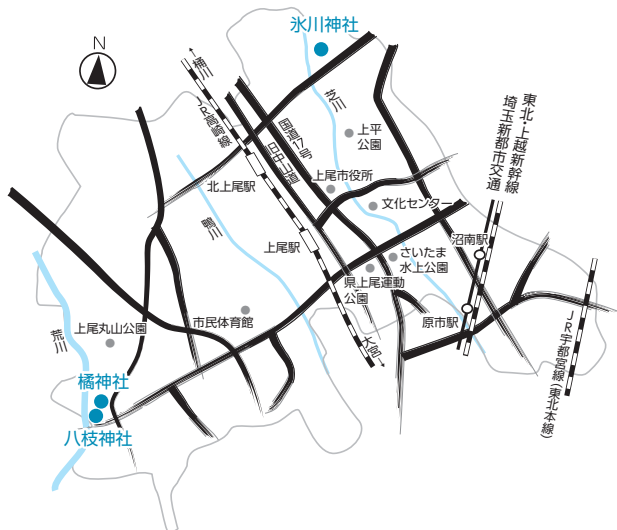 氷川神社
N
←桶川
JR高崎線
国道17号
旧中山道
芝川
上平
公園
東北・上越新幹線
埼玉新都市交通
北上尾駅
上尾市役所
文化センター
鴨川
上尾駅
さいたま
水上公園
沼南駅
県上尾運動
公園
荒川
上尾丸山公園
市民体育館
原市駅
大宮→
JR宇都宮線(東北本線)
橘神社
八枝神社